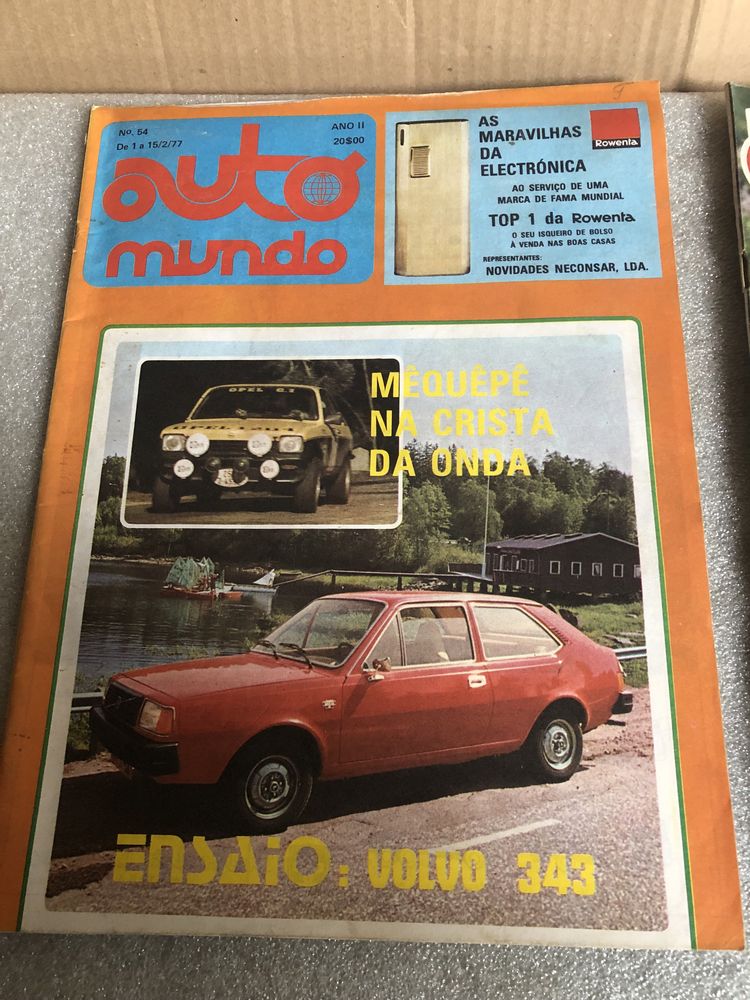 No. 54
ANO II
De 1 a 15/2/77
20$00
auto
mundo
AS
MARAVILHAS
DA
ELECTRÓNICA
Rowenta
AO SERVIÇO DE UMA
MARCA DE FAMA MUNDIAL
TOP 1 da Rowenta
O SEU ISQUEIRO DE BOLSO
À VENDA NAS BOAS CASAS
REPRESENTANTES:
NOVIDADES NECONSAR, LDA.
OPEL G.T
MÊQUÊPÊ
NA CRISTA
DA ONDA
ENSAIO: VOLVO 343